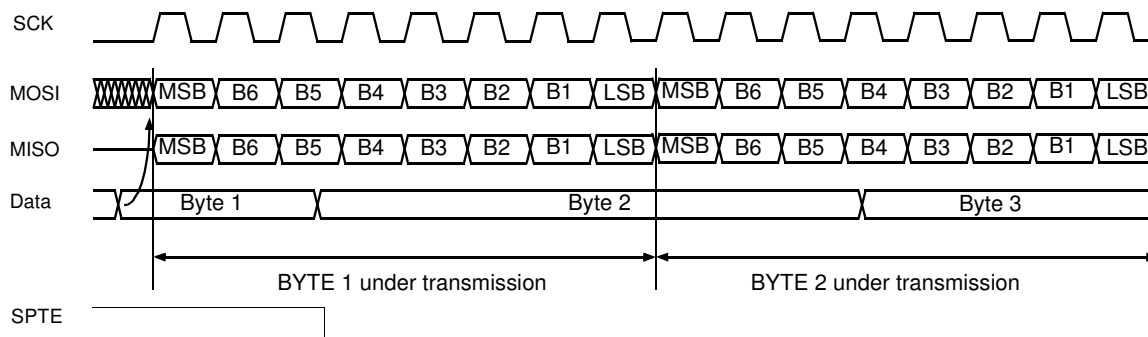 SCK
MOSI MSB B6 B5 B4 B3 B2 B1 LSB MSB B6 B5 B4 B3 B2 B1 LSB
MISO MSB B6 B5 B4 B3 B2 B1 LSB MSB B6 B5 B4 B3 B2 B1 LSB
Data Byte 1 Byte 2 Byte 3
BYTE 1 under transmission BYTE 2 under transmission
SPTE